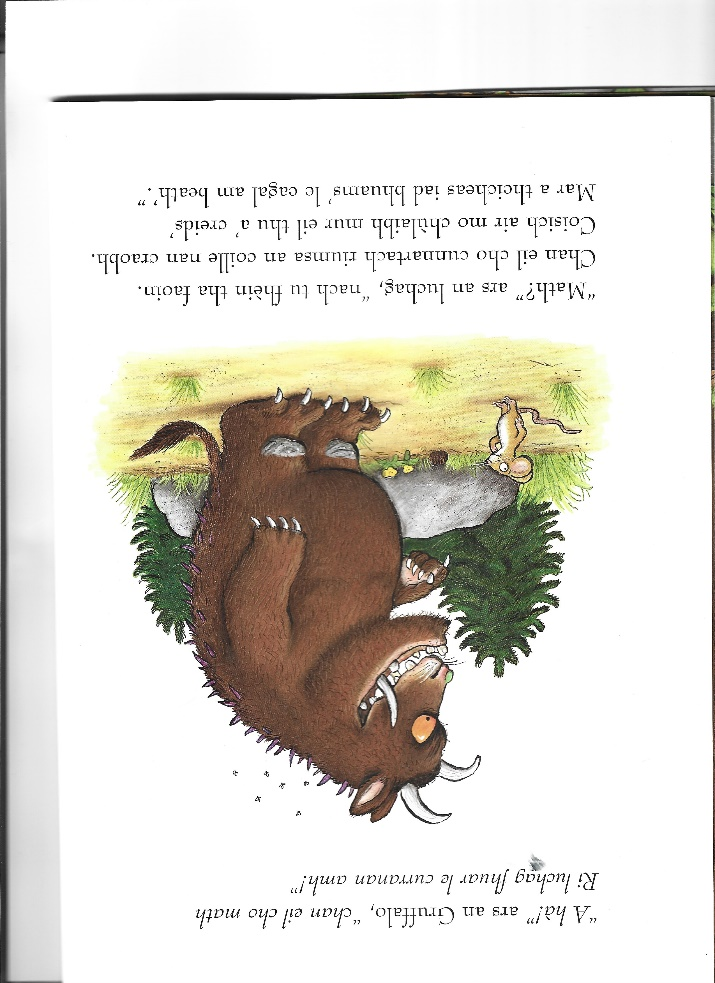 "A hà!" ars an Gruffalo, "chan eil cho math
Ri luchag fhuar le curranan amh!"
"Math?" ars an luchag, "nach tu fhèin tha faoin.
Chan eil cho cunnartach riumsa an coille nan craobh.
Coisich air mo chùlaibh mur eil thu a' creids'
Mar a theicheas iad bhuams' le eagal am beath'."